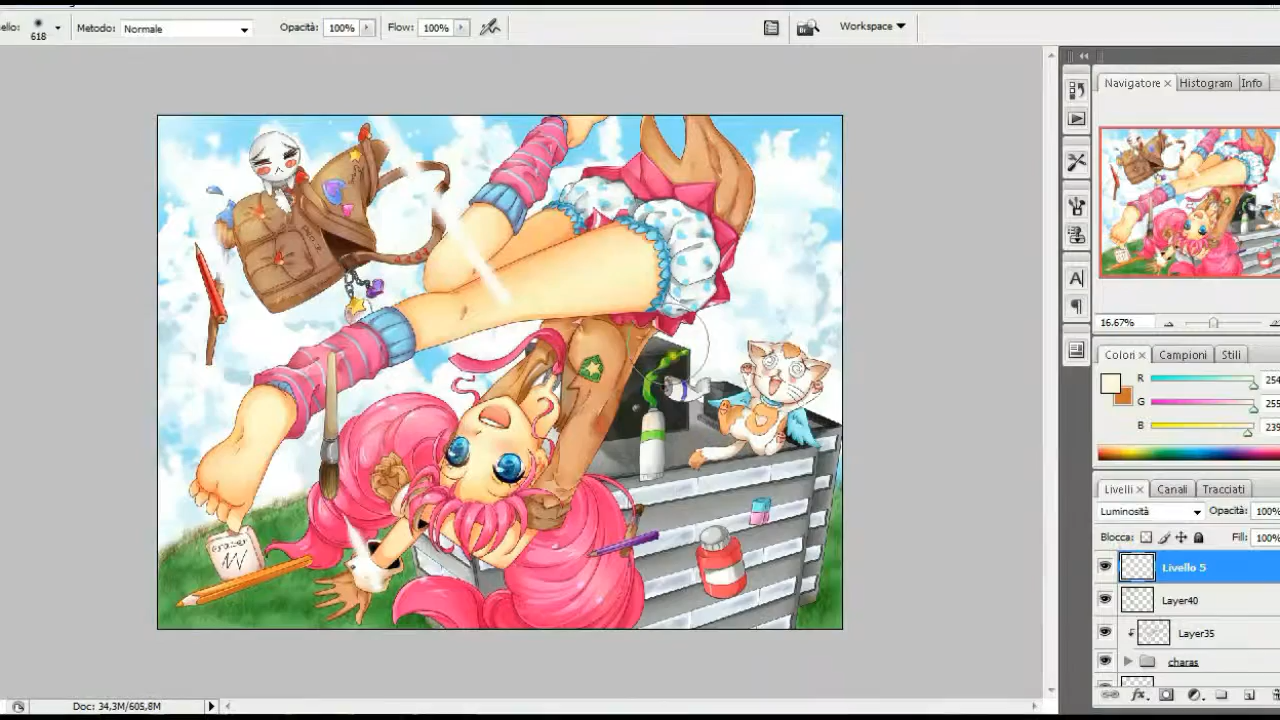 ello:
618
Metodo: Normale
Opacità: 100%
Flow: 100%
Workspace
Navigatore × Histogram Info
16.67%
Colori × Campioni Stili
R 254
G 255
B 239
Livelli × Canali Tracciati
Luminosità Opacità: 100%
Blocca: Fill: 100%
Livello 5
Layer40
Layer35
charas
fx
eraser
Doc: 34,3M/605,8M